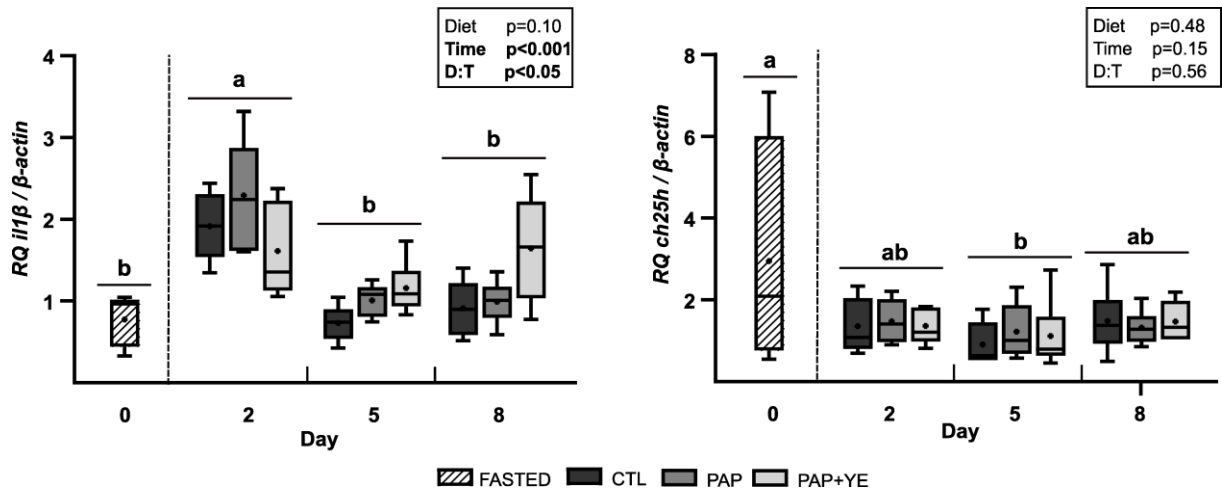 Diet p=0.10
Time p<0.001
D:T p<0.05
RQ il1β / β-actin
4
3
2
1
b
a
b
b
0
2
5
8
Day
Diet p=0.48
Time p=0.15
D:T p=0.56
RQ ch25h / β-actin
8
6
4
2
a
ab
b
ab
0
2
5
8
Day
FASTED CTL PAP PAP+YE